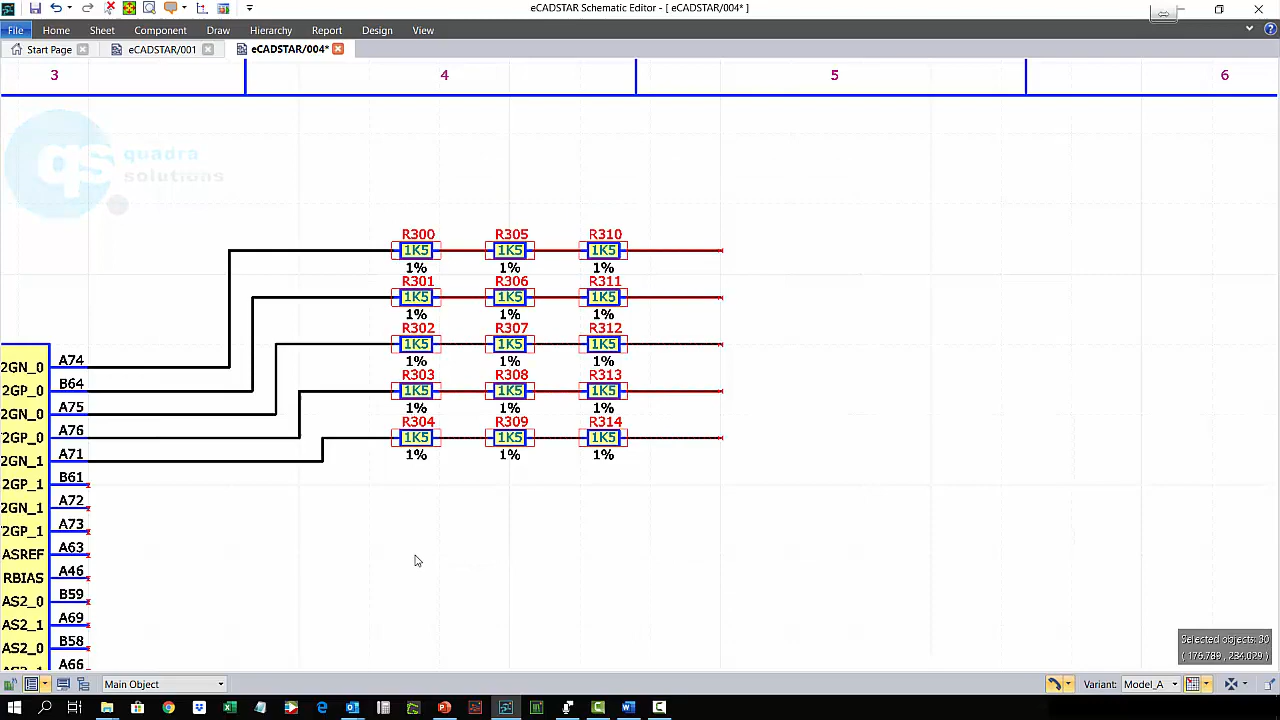 eCADSTAR Schematic Editor - [ eCADSTAR/004* ]
File Home Sheet Component Draw Hierarchy Report Design View
Start Page eCADSTAR/001 eCADSTAR/004*
3 4 5 6
quadra
solutions
qs
R300 R305 R310
1K5 1K5 1K5
1% 1% 1%
R301 R306 R311
1K5 1K5 1K5
1% 1% 1%
R302 R307 R312
1K5 1K5 1K5
1% 1% 1%
R303 R308 R313
1K5 1K5 1K5
1% 1% 1%
R304 R309 R314
1K5 1K5 1K5
1% 1% 1%
2GN_0 A74
2GP_0 B64
2GN_0 A75
2GP_0 A76
2GN_1 A71
2GP_1 B61
2GN_1 A72
2GP_1 A73
ASREF A63
RBIAS A46
AS2_0 B59
AS2_1 A69
AS2_0 B58
A66
Selected objects: 30
( 176.789 , 234.029 )
Main Object
Variant: Model_A